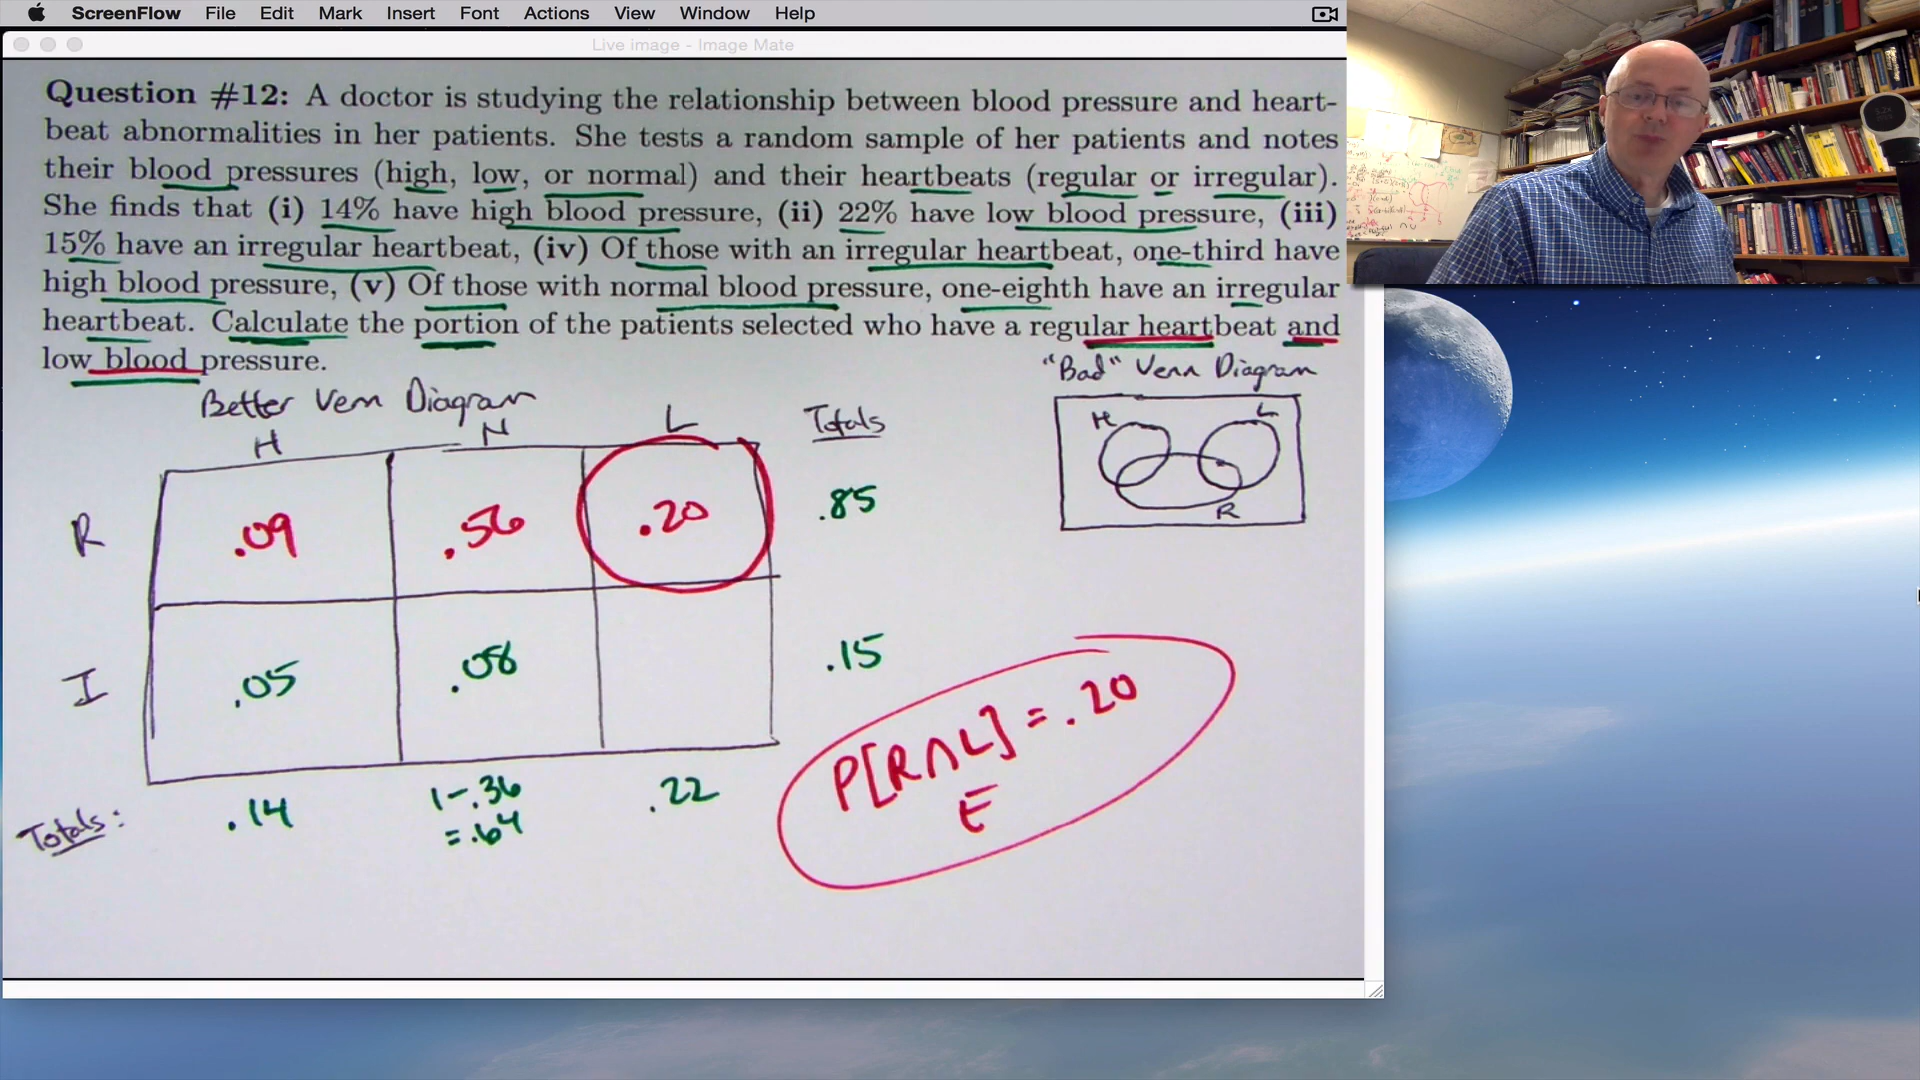 ScreenFlow File Edit Mark Insert Font Actions View Window Help
Live image - Image Mate
Question #12: A doctor is studying the relationship between blood pressure and heart-
beat abnormalities in her patients. She tests a random sample of her patients and notes
their blood pressures (high, low, or normal) and their heartbeats (regular or irregular).
She finds that (i) 14% have high blood pressure, (ii) 22% have low blood pressure, (iii)
15% have an irregular heartbeat, (iv) Of those with an irregular heartbeat, one-third have
high blood pressure, (v) Of those with normal blood pressure, one-eighth have an irregular
heartbeat. Calculate the portion of the patients selected who have a regular heartbeat and
low blood pressure.
"Bad" Venn Diagram
H L
R
Better Venn Diagram
H N L Totals
R .09 .56 .20 .85
I .05 .08 .15
Totals: .14 1-.36 .22
=.64
P[R∩L] = .20
E